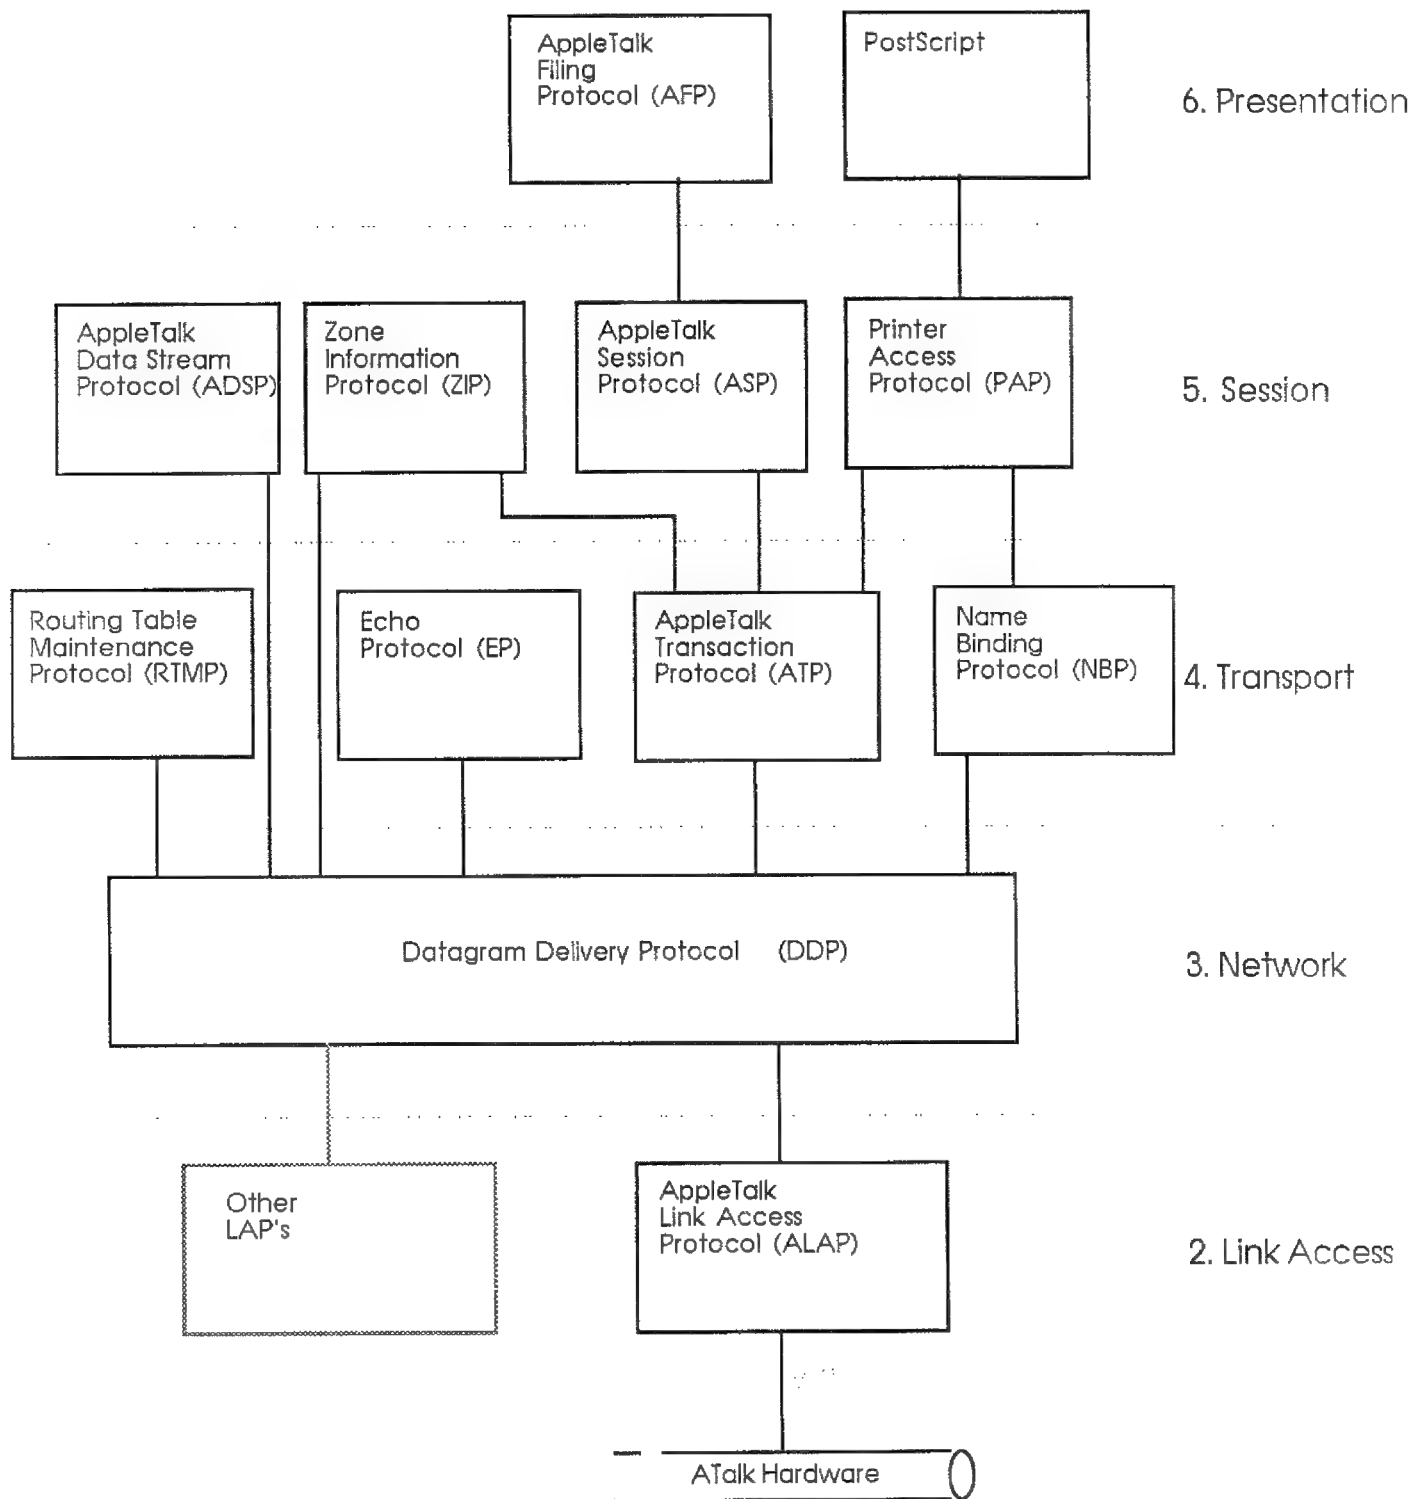 AppleTalk
Filing
Protocol (AFP)
PostScript
6. Presentation
AppleTalk
Data Stream
Protocol (ADSP)
Zone
Information
Protocol (ZIP)
AppleTalk
Session
Protocol (ASP)
Printer
Access
Protocol (PAP)
5. Session
Routing Table
Maintenance
Protocol (RTMP)
Echo
Protocol (EP)
AppleTalk
Transaction
Protocol (ATP)
Name
Binding
Protocol (NBP)
4. Transport
Datagram Delivery Protocol (DDP)
3. Network
Other
LAP's
AppleTalk
Link Access
Protocol (ALAP)
2. Link Access
ATalk Hardware